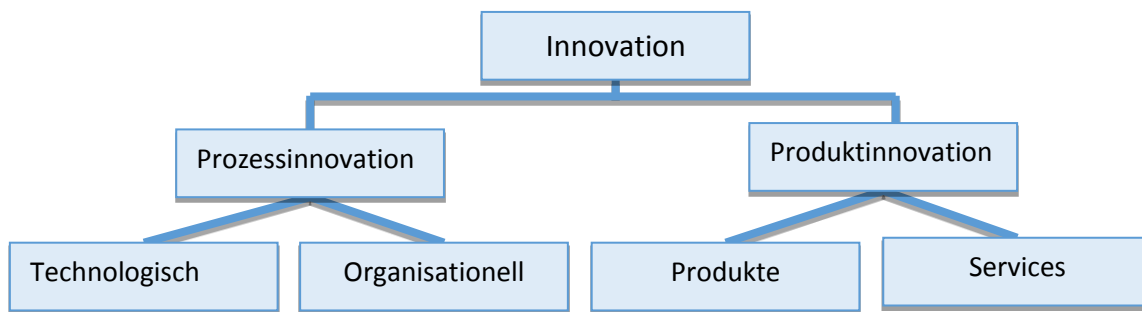 Innovation
Prozessinnovation
Produktinnovation
Technologisch
Organisationell
Produkte
Services